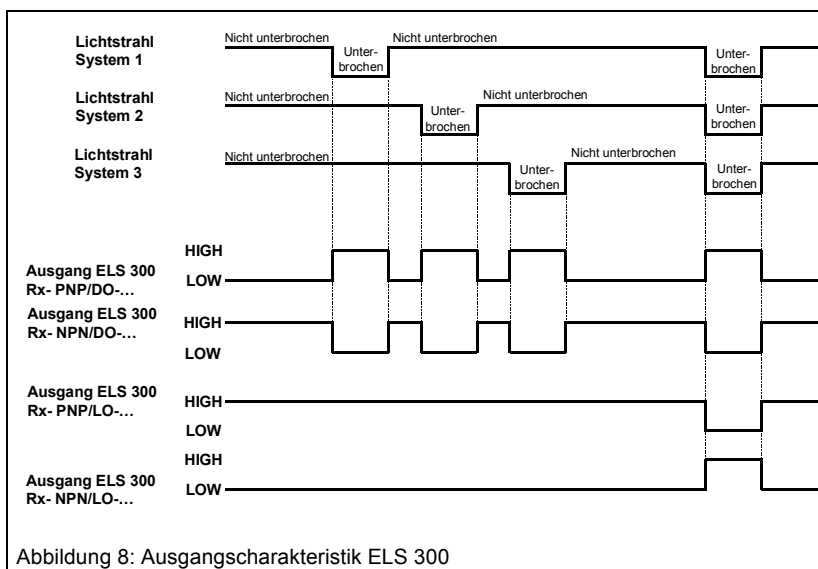 Lichtstrahl
System 1
Nicht unterbrochen
Unter-
brochen
Nicht unterbrochen
Unter-
brochen
Lichtstrahl
System 2
Nicht unterbrochen
Unter-
brochen
Nicht unterbrochen
Unter-
brochen
Lichtstrahl
System 3
Nicht unterbrochen
Unter-
brochen
Nicht unterbrochen
Unter-
brochen
HIGH
Ausgang ELS 300
Rx- PNP/DO-…
LOW
Ausgang ELS 300
Rx- NPN/DO-…
HIGH
LOW
Ausgang ELS 300
Rx- PNP/LO-…
HIGH
LOW
HIGH
Ausgang ELS 300
Rx- NPN/LO-…
LOW
Abbildung 8: Ausgangscharakteristik ELS 300